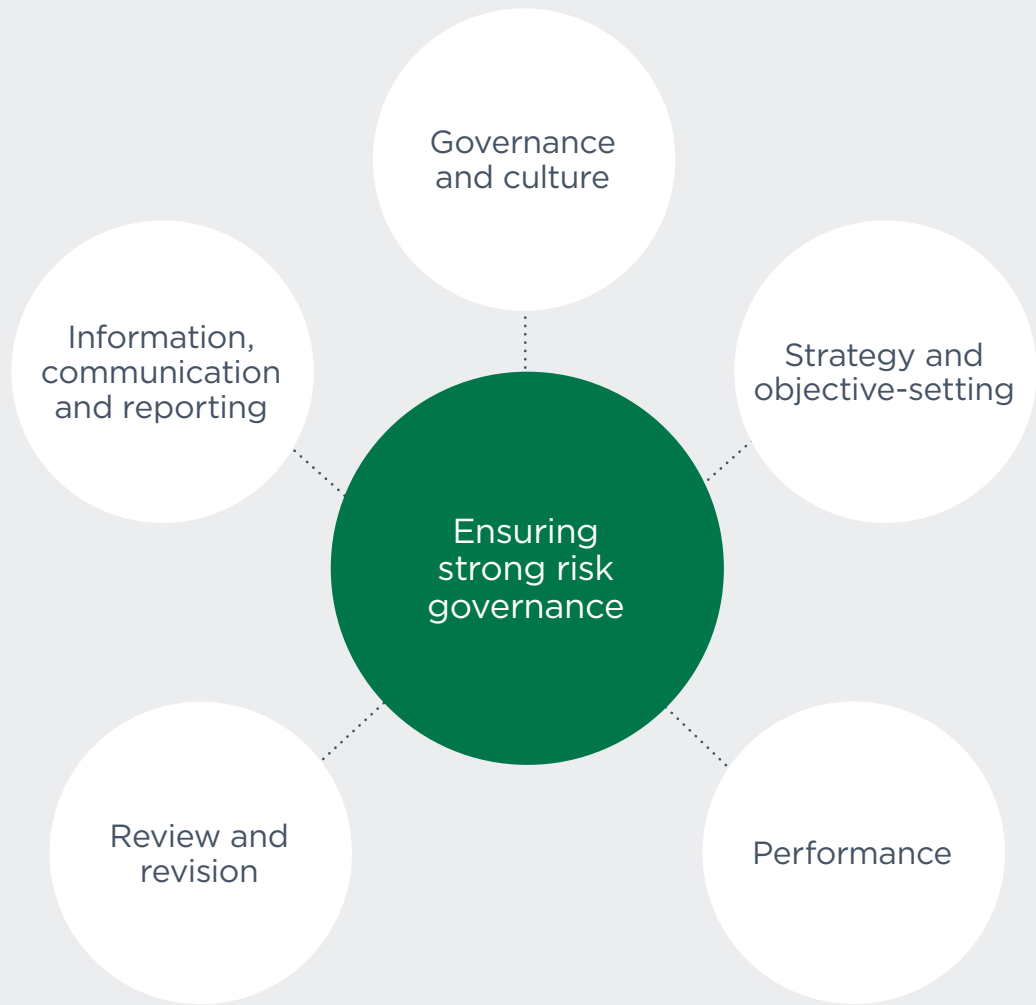 Governance
and culture
Information,
communication
and reporting
Strategy and
objective-setting
Ensuring
strong risk
governance
Review and
revision
Performance